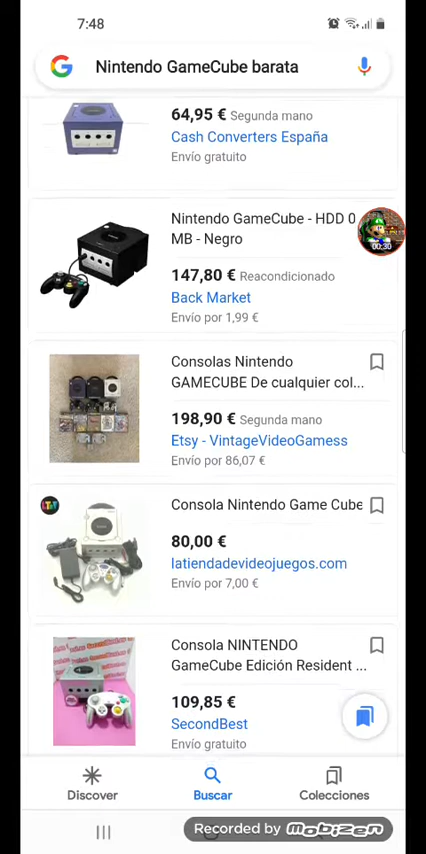 7:48
Nintendo GameCube barata
64,95 € Segunda mano
Cash Converters España
Envío gratuito
Nintendo GameCube - HDD 0
MB - Negro
00:30
147,80 € Reacondicionado
Back Market
Envío por 1,99 €
Consolas Nintendo
GAMECUBE De cualquier col...
198,90 € Segunda mano
Etsy - VintageVideoGamess
Envío por 86,07 €
Consola Nintendo Game Cube
80,00 €
latiendadevideojuegos.com
Envío por 7,00 €
Consola NINTENDO
GameCube Edición Resident ...
109,85 €
SecondBest
Envío gratuito
Discover
Buscar
Colecciones
Recorded by Mobizen